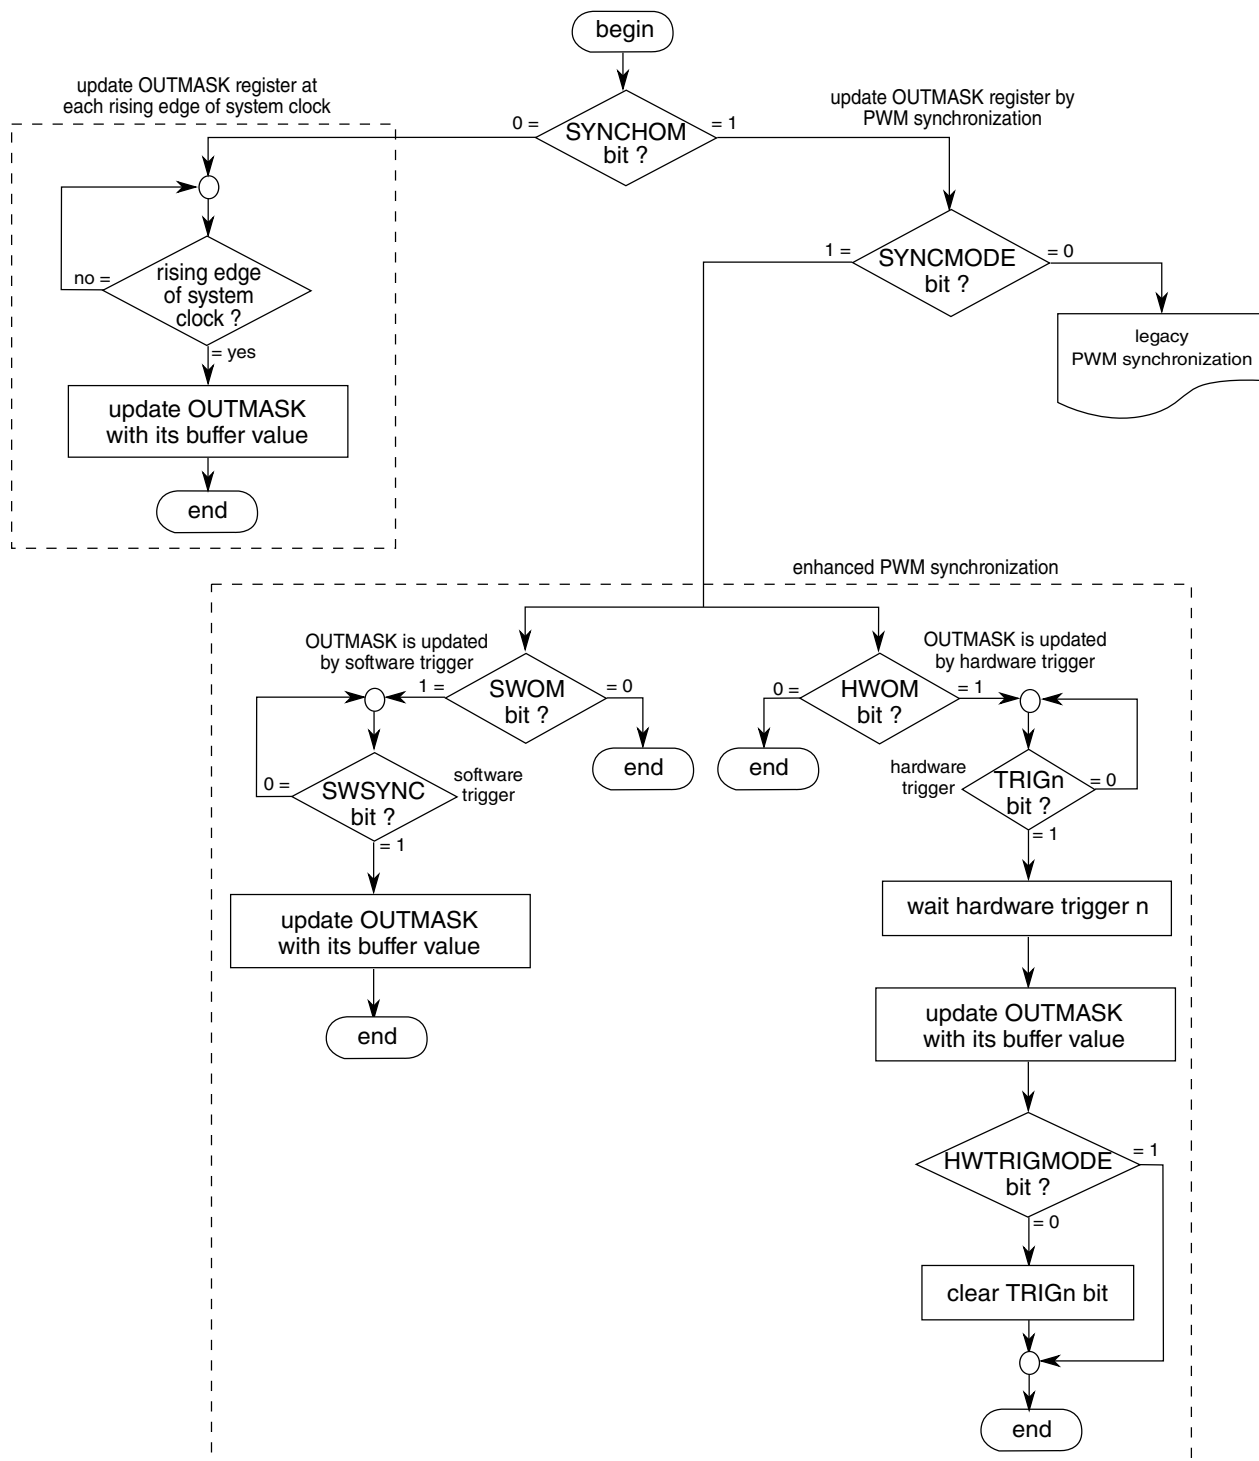 begin
update OUTMASK register at
each rising edge of system clock
update OUTMASK register by
PWM synchronization
0 =
SYNCHOM
bit ?
= 1
1 =
SYNCMODE
bit ?
= 0
no =
rising edge
of system
clock ?
= yes
legacy
PWM synchronization
update OUTMASK
with its buffer value
end
enhanced PWM synchronization
OUTMASK is updated
by software trigger
1 =
SWOM
bit ?
= 0
end
OUTMASK is updated
by hardware trigger
0 =
HWOM
bit ?
= 1
end
0 =
SWSYNC
bit ?
software
trigger
= 1
update OUTMASK
with its buffer value
end
hardware
trigger
TRIGn
bit ?
= 0
= 1
wait hardware trigger n
update OUTMASK
with its buffer value
HWTRIGMODE
bit ?
= 1
= 0
clear TRIGn bit
end